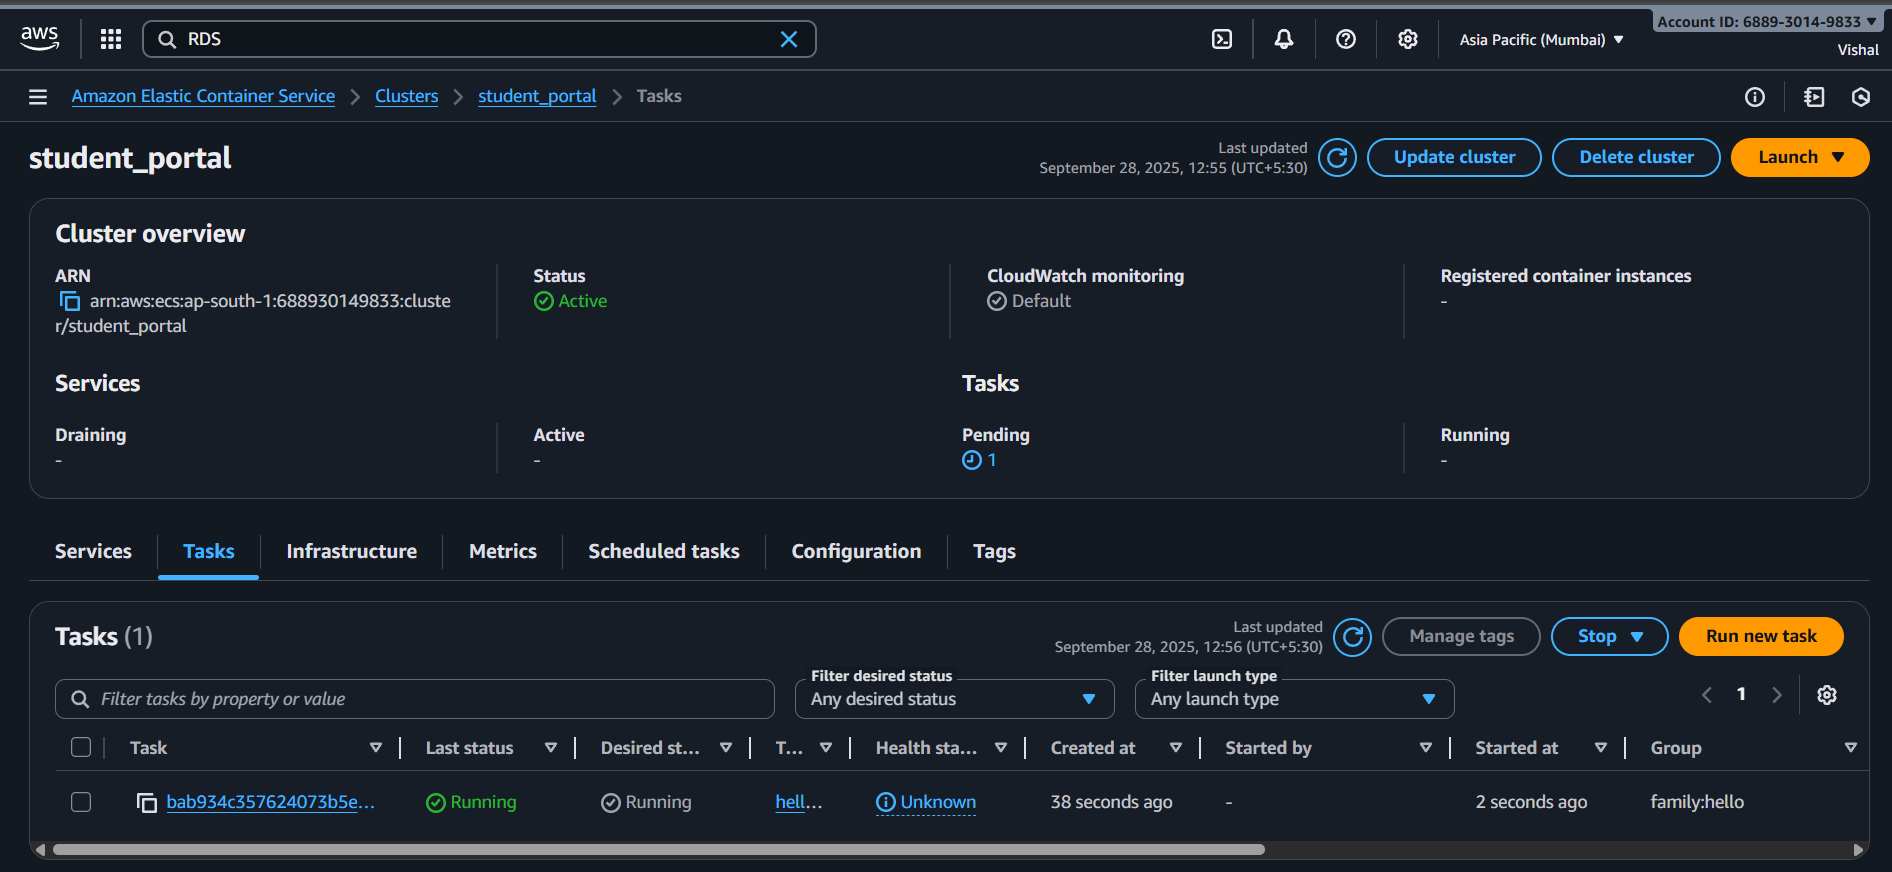 aws
RDS
Asia Pacific (Mumbai)
Account ID: 6889-3014-9833
Vishal
Amazon Elastic Container Service
Clusters
student_portal
Tasks
student_portal
Last updated
September 28, 2025, 12:55 (UTC+5:30)
Update cluster
Delete cluster
Launch
Cluster overview
ARN
arn:aws:ecs:ap-south-1:688930149833:cluste
r/student_portal
Status
Active
CloudWatch monitoring
Default
Registered container instances
-
Services
Tasks
Draining
-
Active
-
Pending
1
Running
-
Services
Tasks
Infrastructure
Metrics
Scheduled tasks
Configuration
Tags
Tasks (1)
Last updated
September 28, 2025, 12:56 (UTC+5:30)
Manage tags
Stop
Run new task
Filter tasks by property or value
Filter desired status
Any desired status
Filter launch type
Any launch type
1
Task
Last status
Desired st...
T...
Health sta...
Created at
Started by
Started at
Group
bab934c357624073b5e...
Running
Running
hell...
Unknown
38 seconds ago
-
2 seconds ago
family:hello